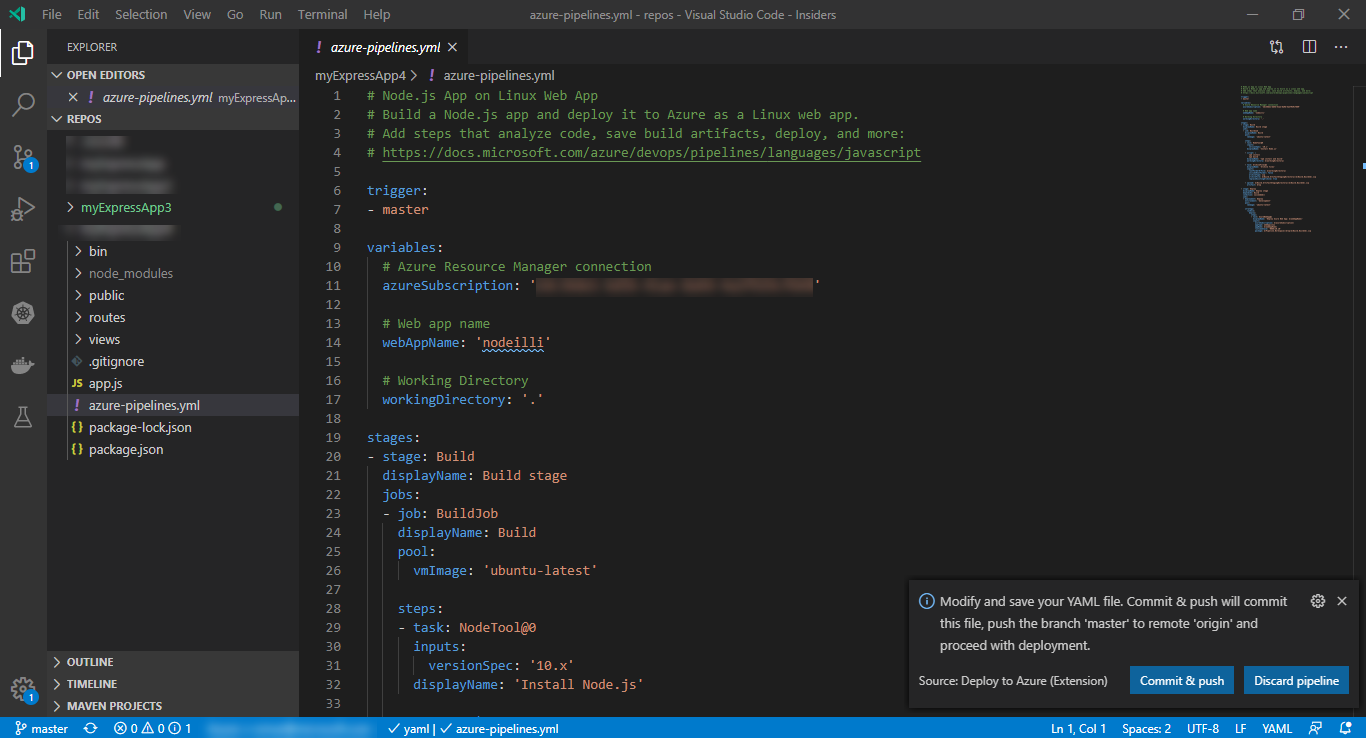 File Edit Selection View Go Run Terminal Help
azure-pipelines.yml - repos - Visual Studio Code - Insiders
EXPLORER
OPEN EDITORS
azure-pipelines.yml myExpressAp...
REPOS
myExpressApp3
bin
node_modules
public
routes
views
.gitignore
JS app.js
! azure-pipelines.yml
{} package-lock.json
{} package.json
OUTLINE
TIMELINE
MAVEN PROJECTS
1
1
! azure-pipelines.yml
myExpressApp4 > ! azure-pipelines.yml
1 # Node.js App on Linux Web App
2 # Build a Node.js app and deploy it to Azure as a Linux web app.
3 # Add steps that analyze code, save build artifacts, deploy, and more:
4 # https://docs.microsoft.com/azure/devops/pipelines/languages/javascript
5
6 trigger:
7 - master
8
9 variables:
10 # Azure Resource Manager connection
11 azureSubscription: ' '
12
13 # Web app name
14 webAppName: 'nodeilli'
15
16 # Working Directory
17 workingDirectory: '.'
18
19 stages:
20 - stage: Build
21 displayName: Build stage
22 jobs:
23 - job: BuildJob
24 displayName: Build
25 pool:
26 vmImage: 'ubuntu-latest'
27
28 steps:
29 - task: NodeTool@0
30 inputs:
31 versionSpec: '10.x'
32 displayName: 'Install Node.js'
33
Modify and save your YAML file. Commit & push will commit
this file, push the branch 'master' to remote 'origin' and
proceed with deployment.
Source: Deploy to Azure (Extension)
Commit & push
Discard pipeline
master 0 0 1 yaml | azure-pipelines.yml Ln 1, Col 1 Spaces: 2 UTF-8 LF YAML